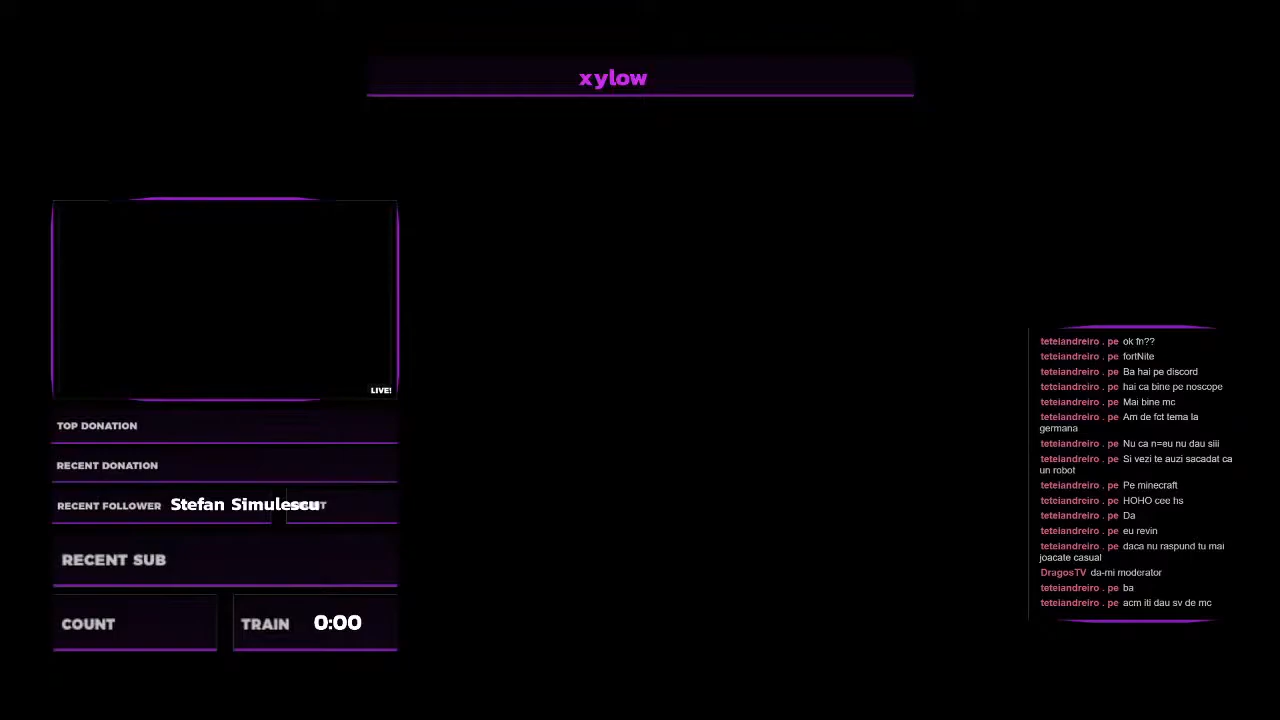 xylow
LIVE!
TOP DONATION
RECENT DONATION
RECENT FOLLOWER Stefan Simulescu
RECENT SUB
COUNT
TRAIN 0:00
teteiandreiro . pe ok fn??
teteiandreiro . pe fortNite
teteiandreiro . pe Ba hai pe discord
teteiandreiro . pe hai ca bine pe noscope
teteiandreiro . pe Mai bine mc
teteiandreiro . pe Am de fct tema la
germana
teteiandreiro . pe Nu ca n=eu nu dau siii
teteiandreiro . pe Si vezi te auzi sacadat ca
un robot
teteiandreiro . pe Pe minecraft
teteiandreiro . pe HOHO cee hs
teteiandreiro . pe Da
teteiandreiro . pe eu revin
teteiandreiro . pe daca nu raspund tu mai
joacate casual
DragosTV da-mi moderator
teteiandreiro . pe ba
teteiandreiro . pe acm iti dau sv de mc